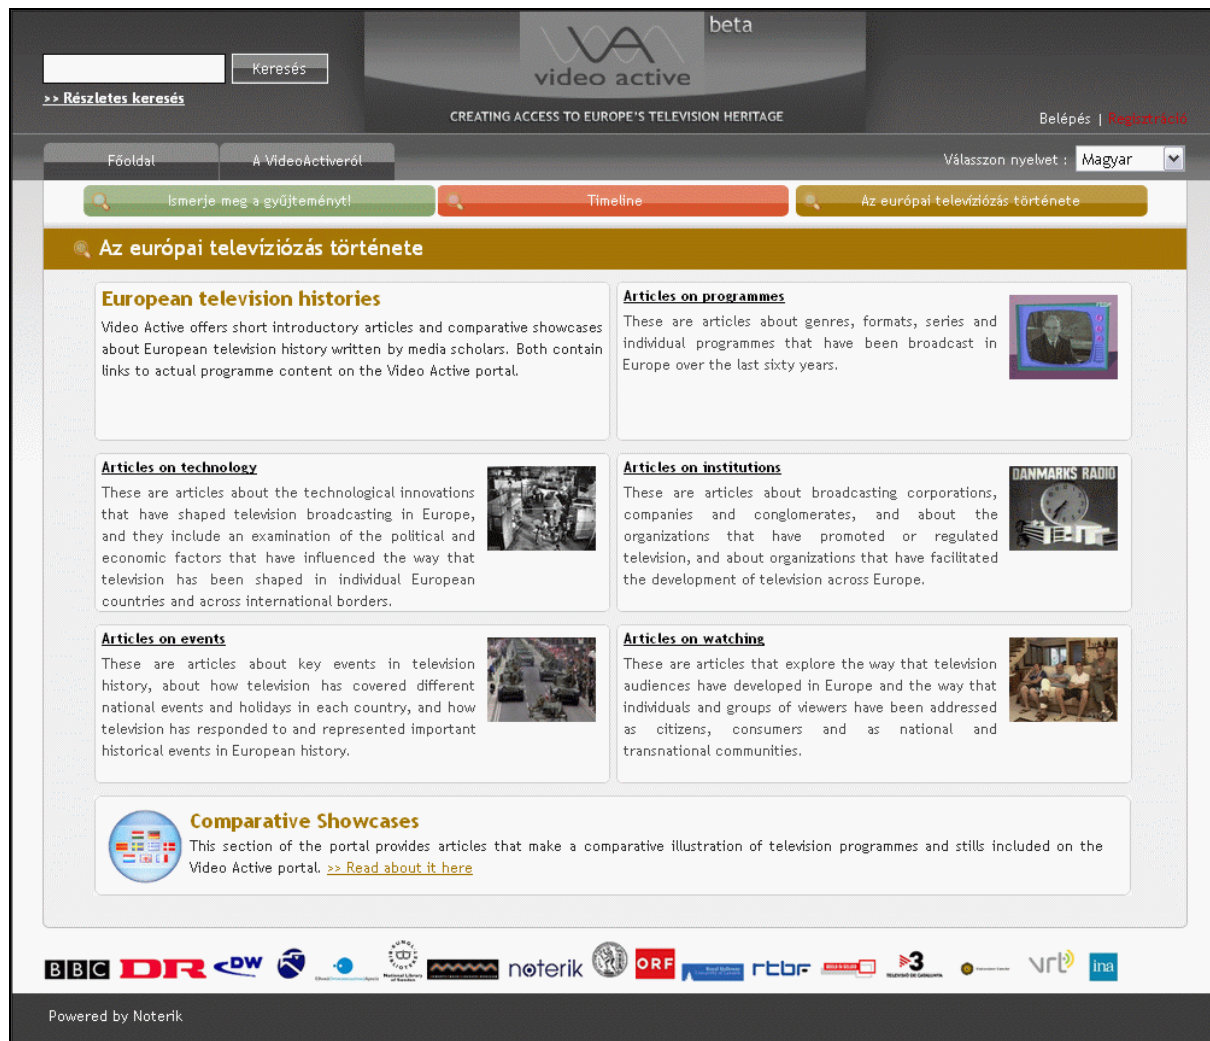 beta
video active
Keresés
>> Részletes keresés
CREATING ACCESS TO EUROPE'S TELEVISION HERITAGE
Belépés | Regisztráció
Főoldal
A VideoActiveról
Válasszon nyelvet :
Magyar
Ismerje meg a gyűjteményt!
Timeline
Az európai televíziózás története
Az európai televíziózás története
European television histories
Video Active offers short introductory articles and comparative showcases
about European television history written by media scholars. Both contain
links to actual programme content on the Video Active portal.
Articles on programmes
These are articles about genres, formats, series and
individual programmes that have been broadcast in
Europe over the last sixty years.
Articles on technology
These are articles about the technological innovations
that have shaped television broadcasting in Europe,
and they include an examination of the political and
economic factors that have influenced the way that
television has been shaped in individual European
countries and across international borders.
Articles on institutions
These are articles about broadcasting corporations,
companies and conglomerates, and about the
organizations that have promoted or regulated
television, and about organizations that have facilitated
the development of television across Europe.
DANMARKS RADIO
Articles on events
These are articles about key events in television
history, about how television has covered different
national events and holidays in each country, and how
television has responded to and represented important
historical events in European history.
Articles on watching
These are articles that explore the way that television
audiences have developed in Europe and the way that
individuals and groups of viewers have been addressed
as citizens, consumers and as national and
transnational communities.
Comparative Showcases
This section of the portal provides articles that make a comparative illustration of television programmes and stills included on the
Video Active portal. >> Read about it here
BBC
DR
DW
National Library
of Sweden
noterik
ORF
Royal Holloway
rtbf
3
TELEVISIÓ DE CATALUNYA
vrt
ina
Powered by Noterik